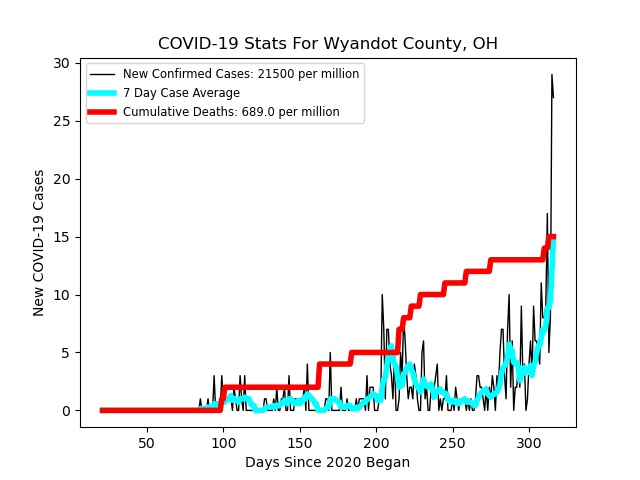 COVID-19 Stats For Wyandot County, OH
New Confirmed Cases: 21500 per million
7 Day Case Average
Cumulative Deaths: 689.0 per million
New COVID-19 Cases
30
25
20
15
10
5
0
50 100 150 200 250 300
Days Since 2020 Began